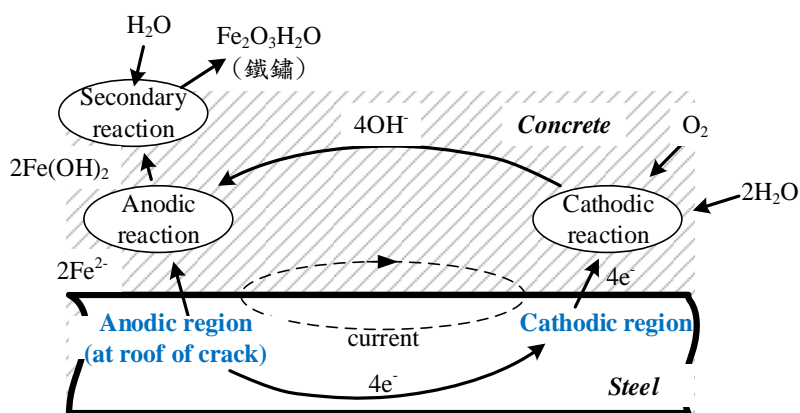 H₂O
Fe₂O₃H₂O
(鐵鏽)
Secondary
reaction
4OH⁻
Concrete
O₂
2Fe(OH)₂
Anodic
reaction
Cathodic
reaction
2H₂O
2Fe²⁻
4e⁻
Anodic region
(at roof of crack)
Cathodic region
current
4e⁻
Steel